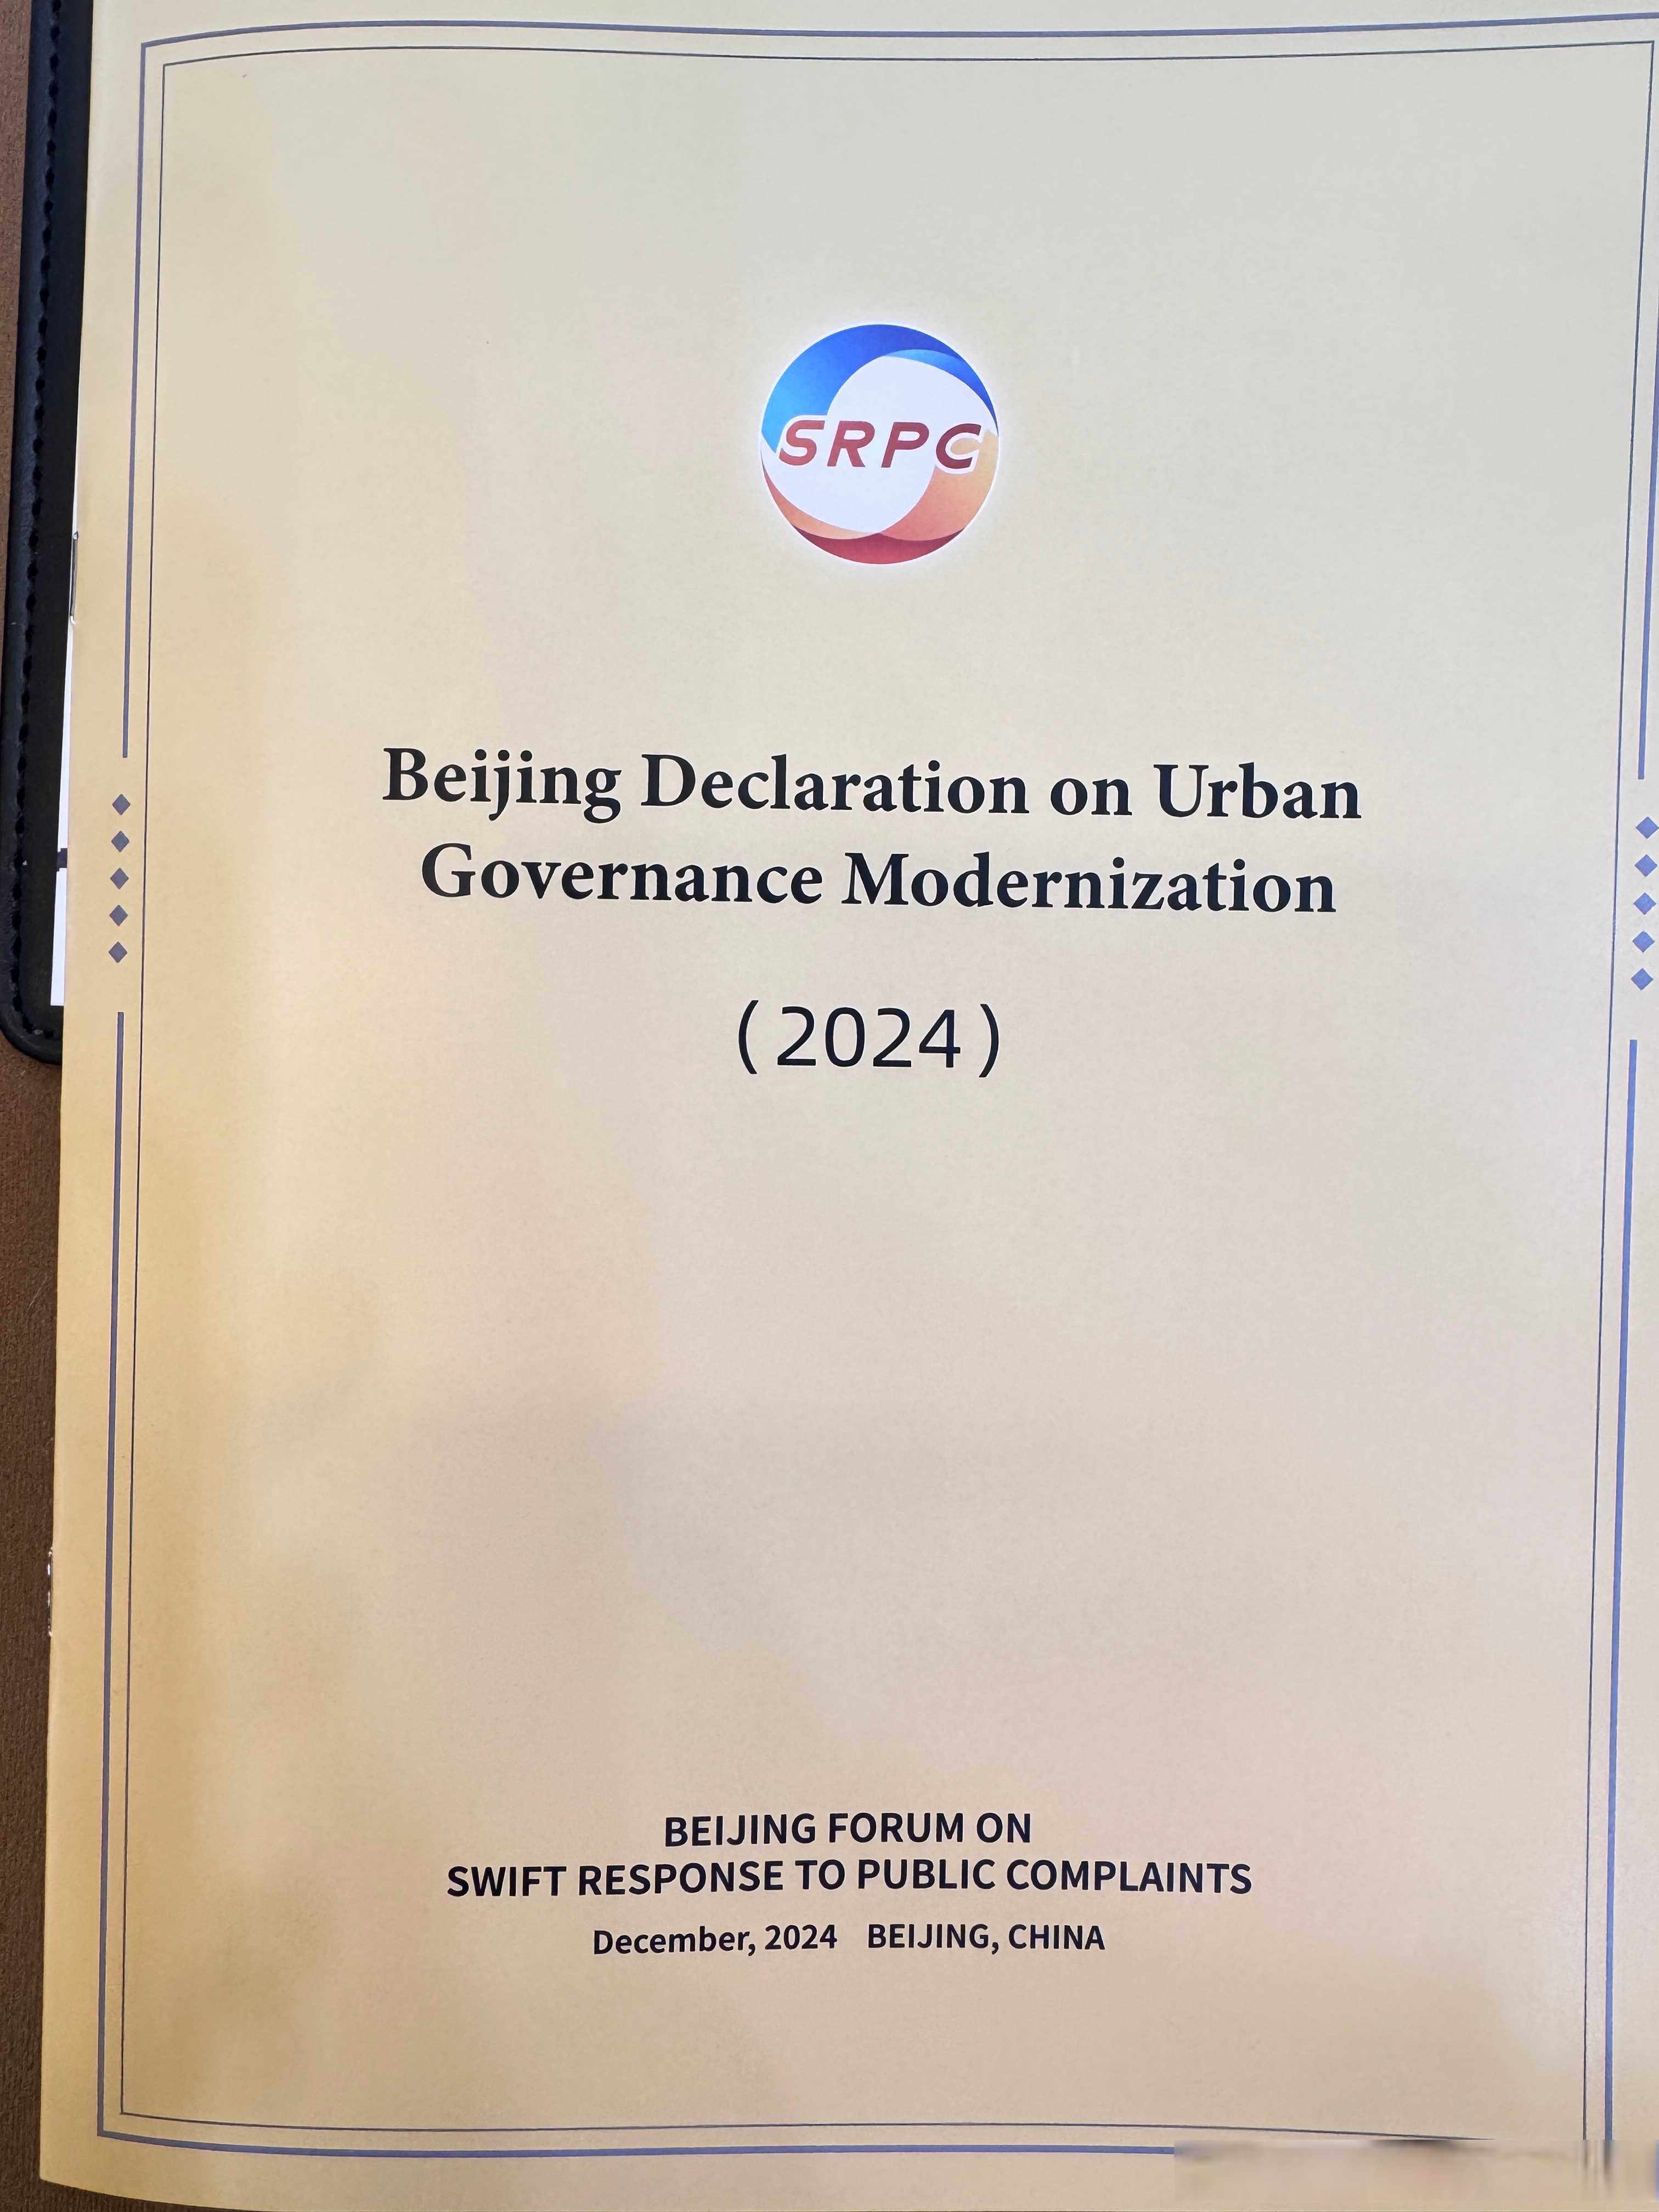 SRPC
Beijing Declaration on Urban
Governance Modernization
(2024)
BEIJING FORUM ON
SWIFT RESPONSE TO PUBLIC COMPLAINTS
December, 2024 BEIJING, CHINA